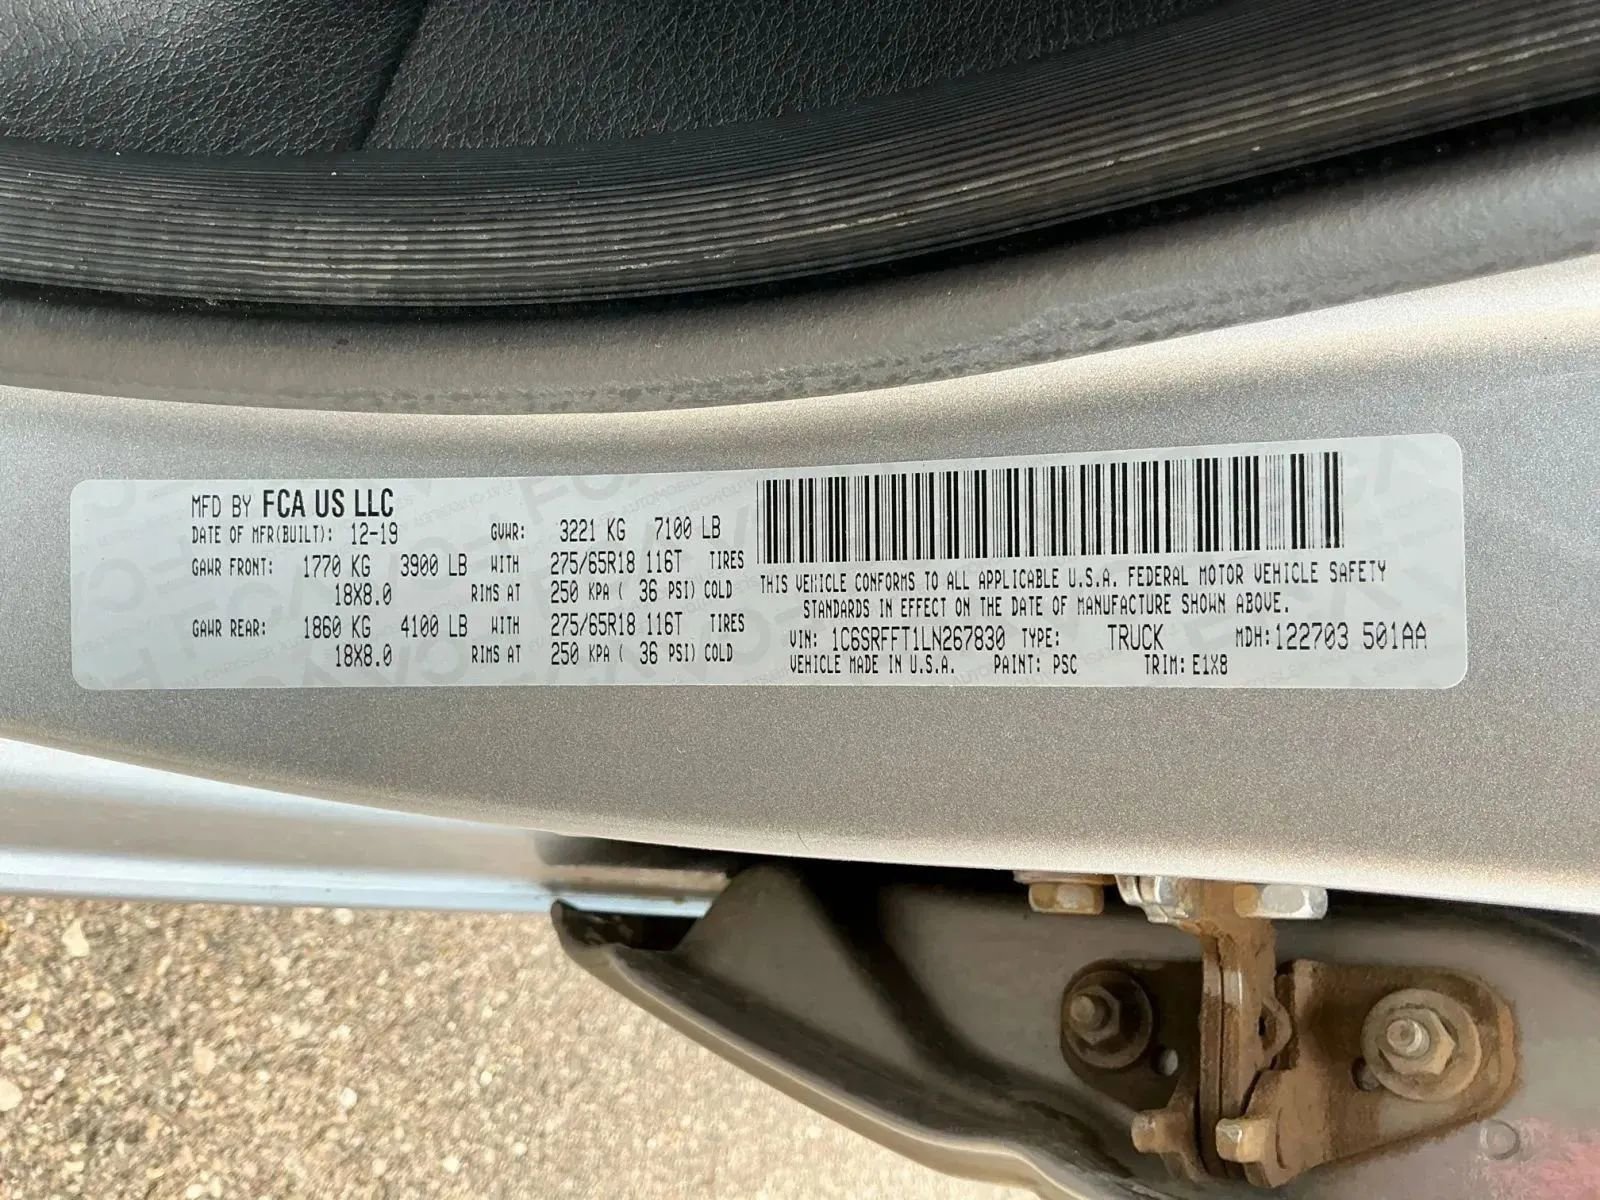 MFD BY FCA US LLC
DATE OF MFR(BUILT): 12-19 GVWR: 3221 KG 7100 LB
GAWR FRONT: 1770 KG 3900 LB WITH 275/65R18 116T TIRES
18X8.0 RIMS AT 250 KPA ( 36 PSI) COLD
GAWR REAR: 1860 KG 4100 LB WITH 275/65R18 116T TIRES
18X8.0 RIMS AT 250 KPA ( 36 PSI) COLD
THIS VEHICLE CONFORMS TO ALL APPLICABLE U.S.A. FEDERAL MOTOR VEHICLE SAFETY
STANDARDS IN EFFECT ON THE DATE OF MANUFACTURE SHOWN ABOVE.
VIN: 1C6SRFFT1LN267830 TYPE: TRUCK MDH:122703 501AA
VEHICLE MADE IN U.S.A. PAINT: PSC TRIM: E1X8